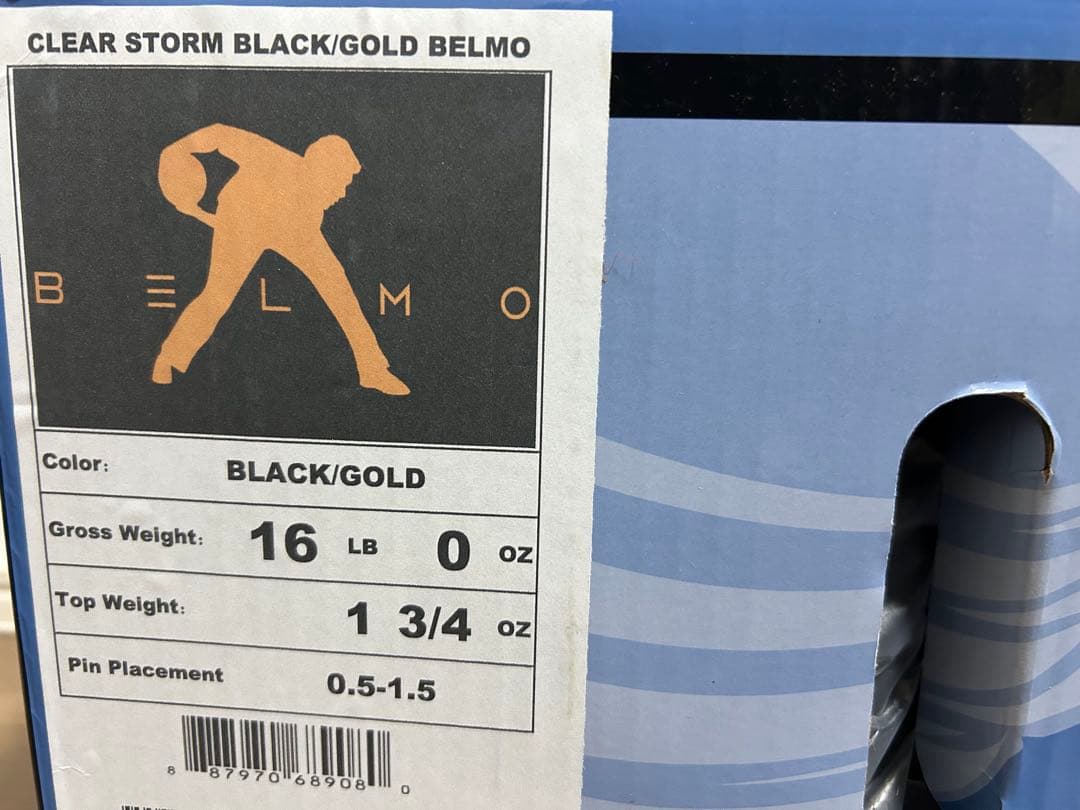 CLEAR STORM BLACK/GOLD BELMO
B E L M O
Color: BLACK/GOLD
Gross Weight: 16 LB 0 OZ
Top Weight: 1 3/4 OZ
Pin Placement 0.5-1.5
8 87970 68908 0